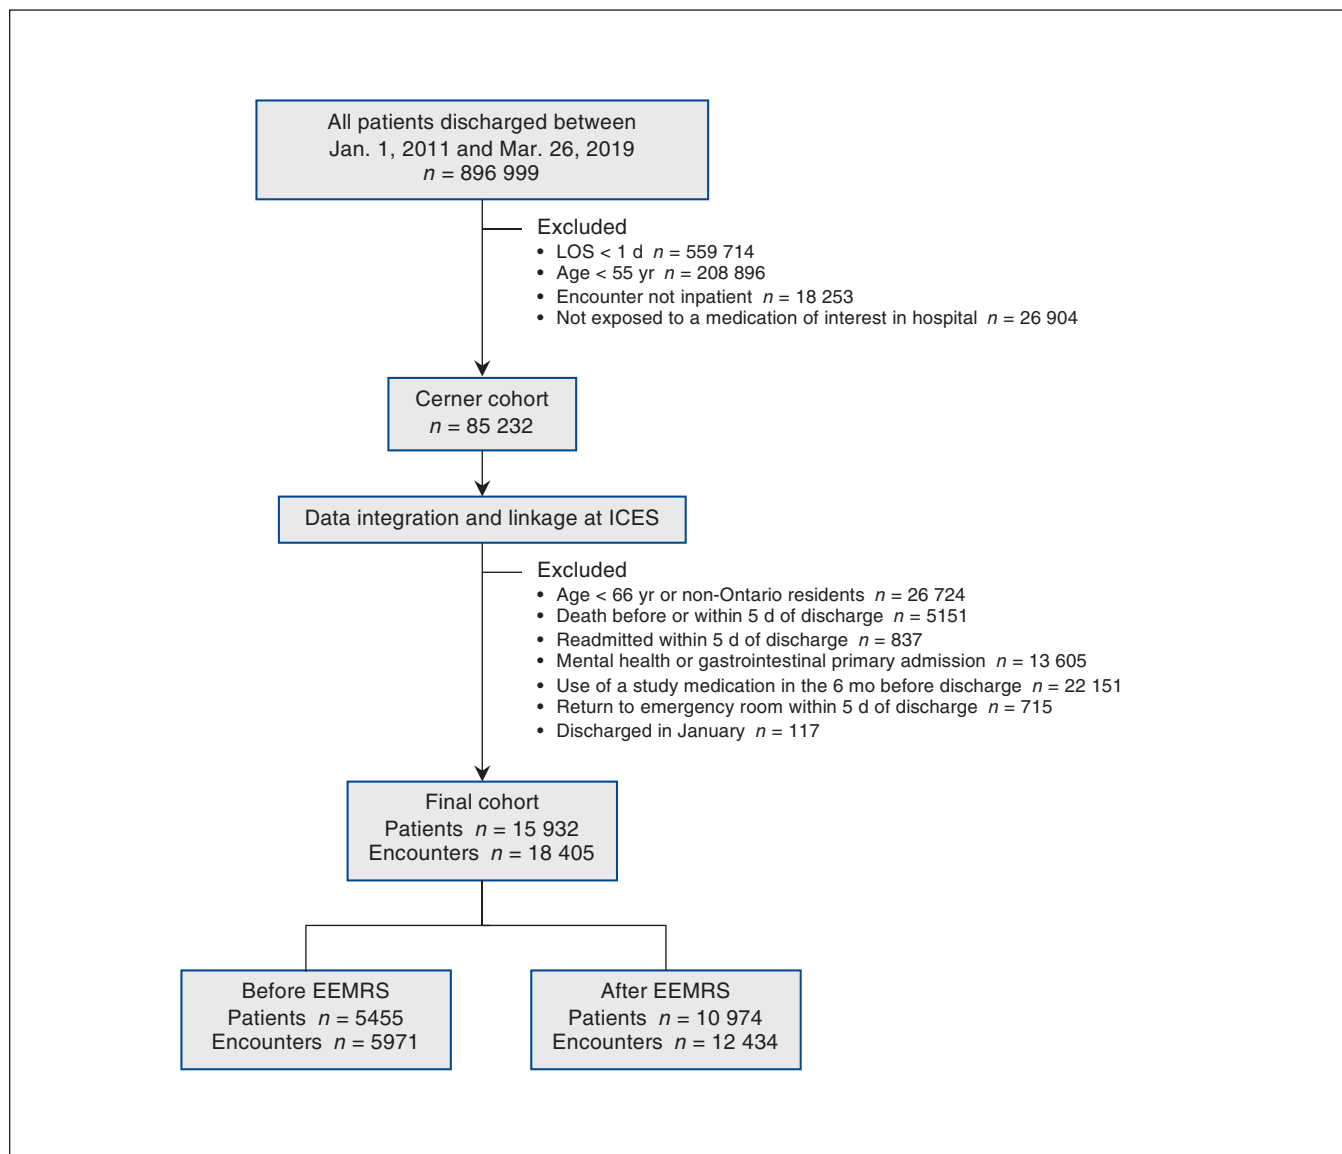 All patients discharged between
Jan. 1, 2011 and Mar. 26, 2019
n = 896 999
Excluded
• LOS < 1 d n = 559 714
• Age < 55 yr n = 208 896
• Encounter not inpatient n = 18 253
• Not exposed to a medication of interest in hospital n = 26 904
Cerner cohort
n = 85 232
Data integration and linkage at ICES
Excluded
• Age < 66 yr or non-Ontario residents n = 26 724
• Death before or within 5 d of discharge n = 5151
• Readmitted within 5 d of discharge n = 837
• Mental health or gastrointestinal primary admission n = 13 605
• Use of a study medication in the 6 mo before discharge n = 22 151
• Return to emergency room within 5 d of discharge n = 715
• Discharged in January n = 117
Final cohort
Patients n = 15 932
Encounters n = 18 405
Before EEMRS
Patients n = 5455
Encounters n = 5971
After EEMRS
Patients n = 10 974
Encounters n = 12 434